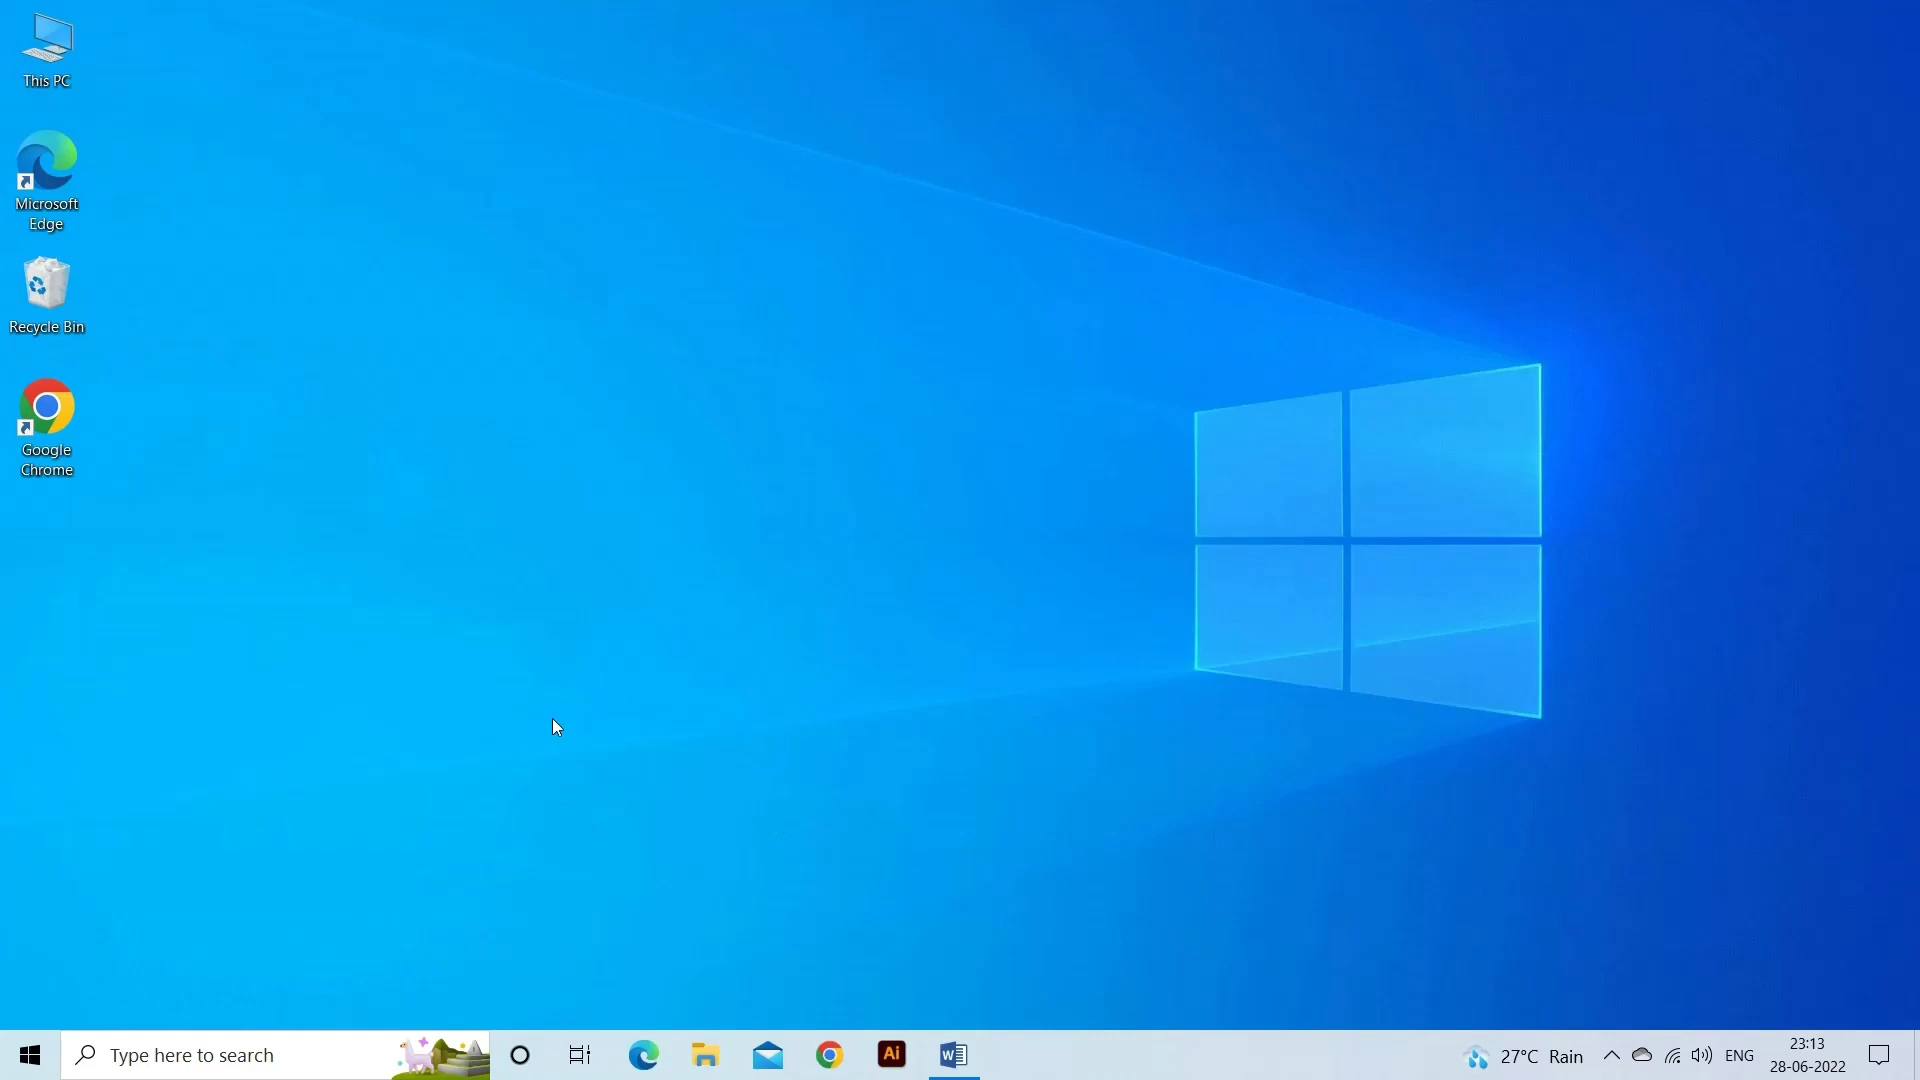 This PC
Microsoft
Edge
Recycle Bin
Google
Chrome
Type here to search
Ai
W
27°C Rain
ENG
23:13
28-06-2022